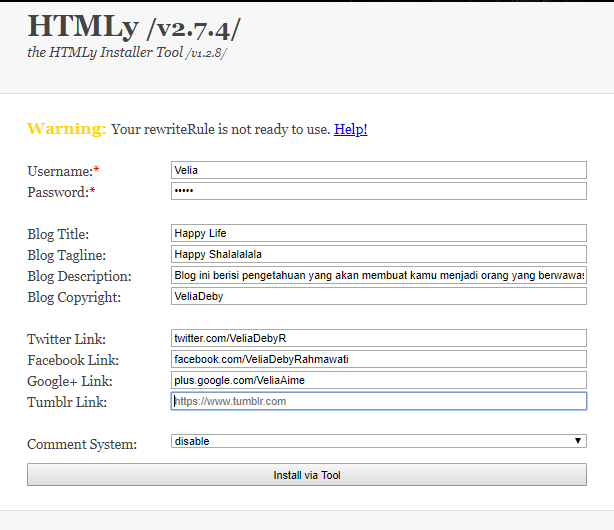 HTMLy /v2.7.4/
the HTMLy Installer Tool /v1.2.8/
Warning: Your rewriteRule is not ready to use. Help!
Username:* Velia
Password:* •••••
Blog Title: Happy Life
Blog Tagline: Happy Shalalalala
Blog Description: Blog ini berisi pengetahuan yang akan membuat kamu menjadi orang yang berwawas
Blog Copyright: VeliaDeby
Twitter Link: twitter.com/VeliaDebyR
Facebook Link: facebook.com/VeliaDebyRahmawati
Google+ Link: plus.google.com/VeliaAime
Tumblr Link: https://www.tumblr.com
Comment System: disable
Install via Tool